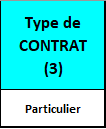 Type de
CONTRAT
(3)
Particulier